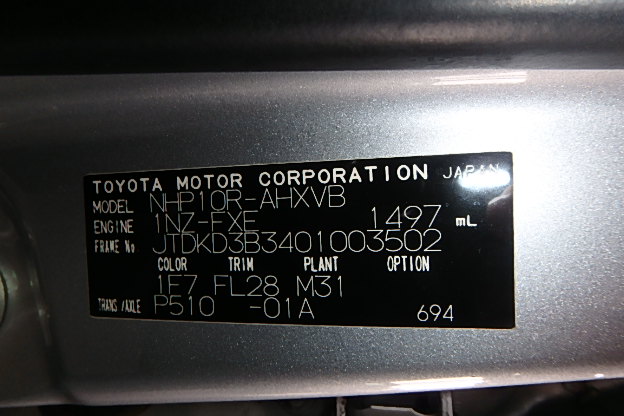 TOYOTA MOTOR CORPORATION JAPAN
MODEL NHP10R-AHXVB
ENGINE 1NZ-FXE 1497 mL
FRAME No JTDKD3B3401003502
COLOR TRIM PLANT OPTION
1F7 FL28 M31
TRANS/AXLE P510 -01A 694